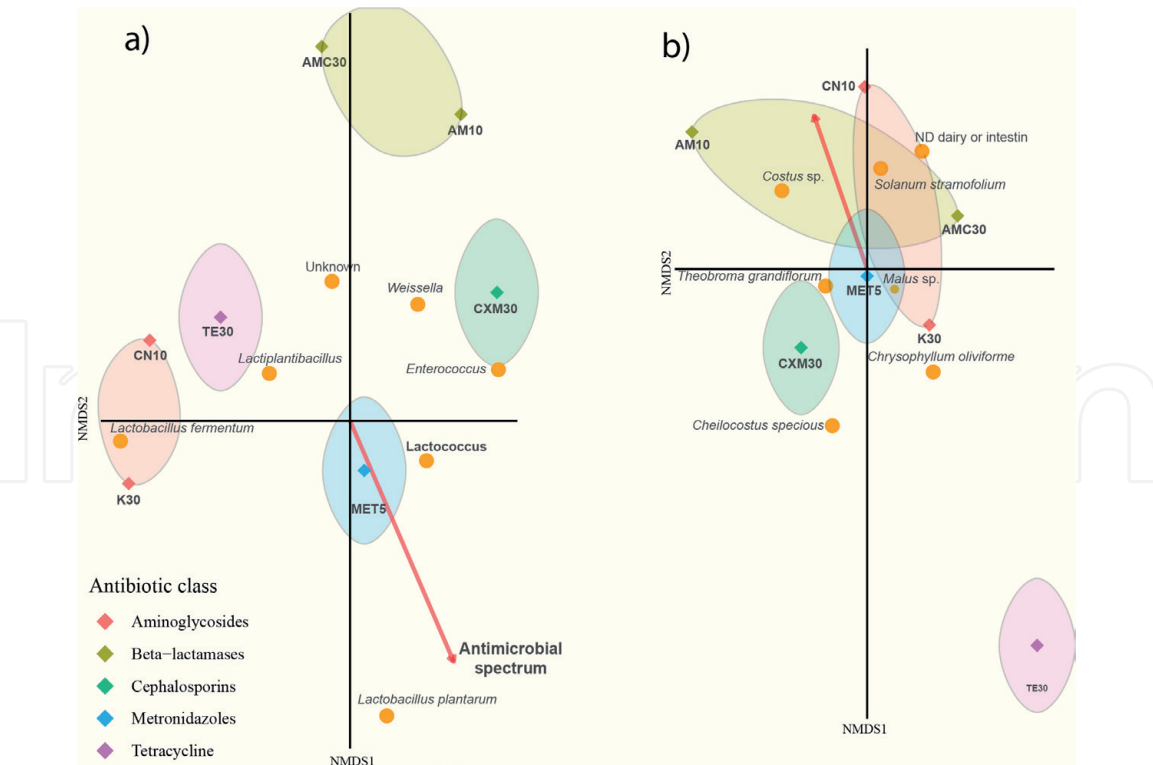 a)
AMC30
AM10
Unknown
Weissella
CXM30
TE30
CN10
Lactiplantibacillus
Enterococcus
NMDS2
Lactobacillus fermentum
Lactococcus
K30
MET5
Antibiotic class
Aminoglycosides
Beta−lactamases
Cephalosporins
Metronidazoles
Tetracycline
Antimicrobial
spectrum
Lactobacillus plantarum
NMDS1
b)
CN10
AM10
ND dairy or intestin
Costus sp.
Solanum stramofolium
AMC30
NMDS2
Theobroma grandiflorum
Malus sp.
MET5
K30
CXM30
Chrysophyllum oliviforme
Cheilocostus specious
TE30
NMDS1